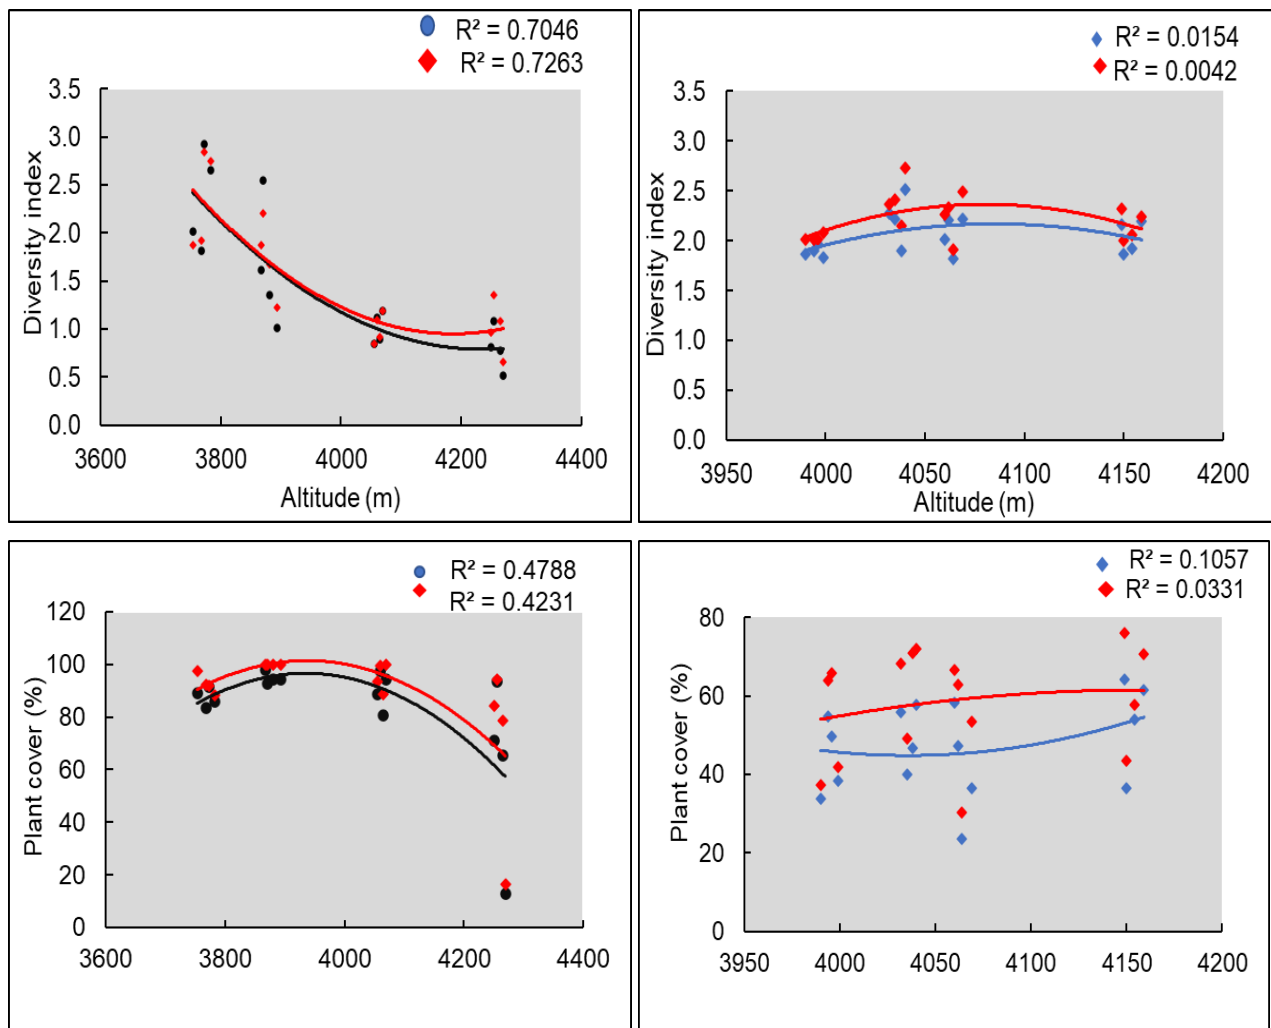 R² = 0.7046
R² = 0.7263
3.5
3.0
2.5
2.0
1.5
1.0
0.5
0.0
Diversity index
3600 3800 4000 4200 4400
Altitude (m)
R² = 0.0154
R² = 0.0042
3.5
3.0
2.5
2.0
1.5
1.0
0.5
0.0
Diversity index
3950 4000 4050 4100 4150 4200
Altitude (m)
R² = 0.4788
R² = 0.4231
120
100
80
60
40
20
0
Plant cover (%)
3600 3800 4000 4200 4400
R² = 0.1057
R² = 0.0331
80
60
40
20
0
Plant cover (%)
3950 4000 4050 4100 4150 4200